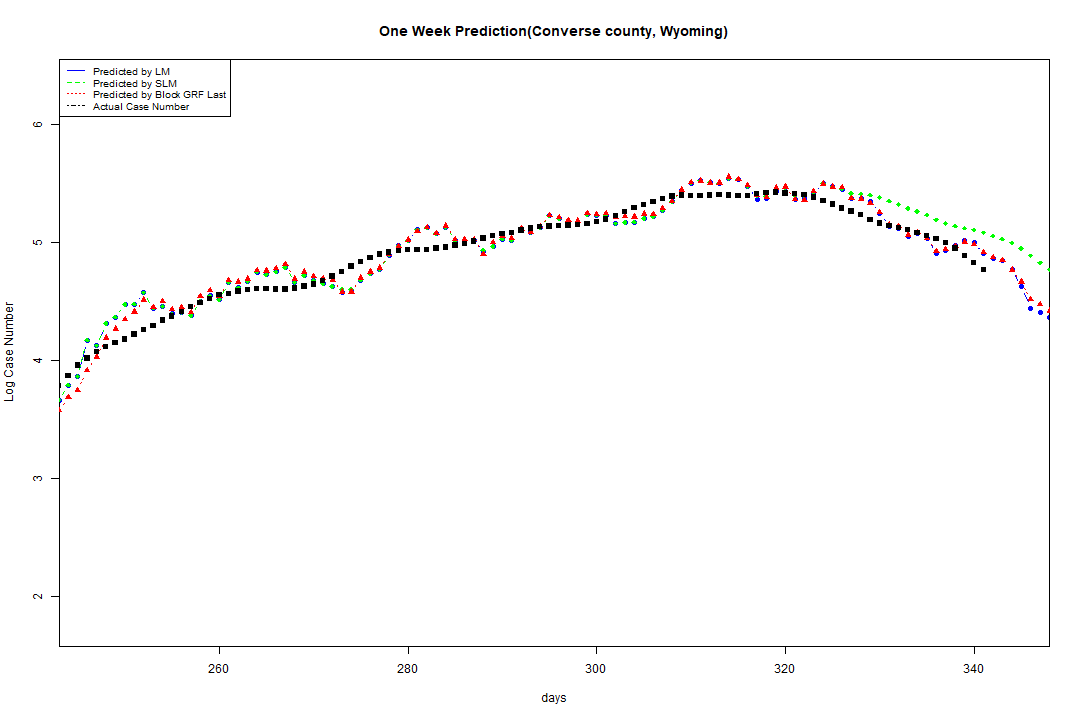 One Week Prediction(Converse county, Wyoming)
Predicted by LM
Predicted by SLM
Predicted by Block GRF Last
Actual Case Number
6
5
4
3
2
Log Case Number
260 280 300 320 340
days